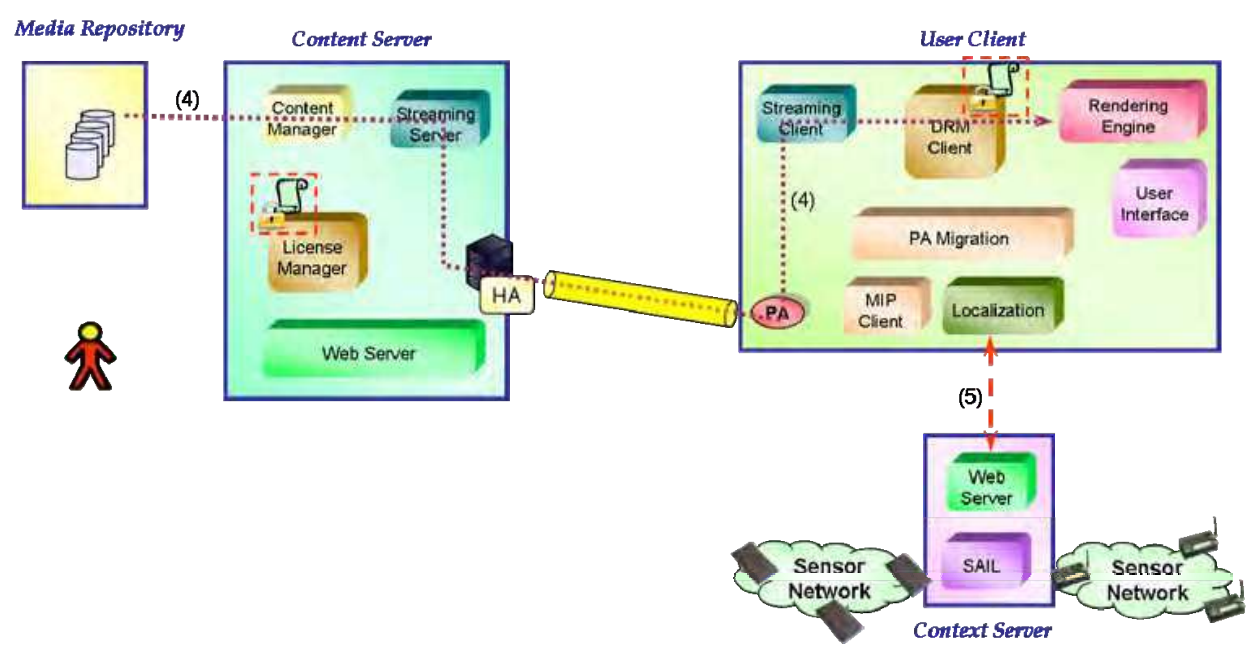 Media Repository
Content Server
User Client
(4)
Content
Manager
Streaming
Server
Streaming
Client
DRM
Client
Rendering
Engine
User
Interface
(4)
License
Manager
PA Migration
HA
PA
MIP
Client
Localization
Web Server
(5)
Web
Server
SAIL
Sensor
Network
Sensor
Network
Context Server